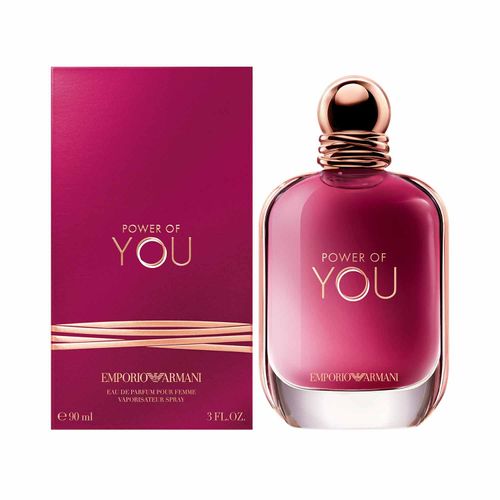 POWER OF
YOU
EMPORIO ARMANI
EAU DE PARFUM POUR FEMME
VAPORISATEUR SPRAY
℮ 90 ml 3 FL.OZ.
POWER OF
YOU
EMPORIO ARMANI